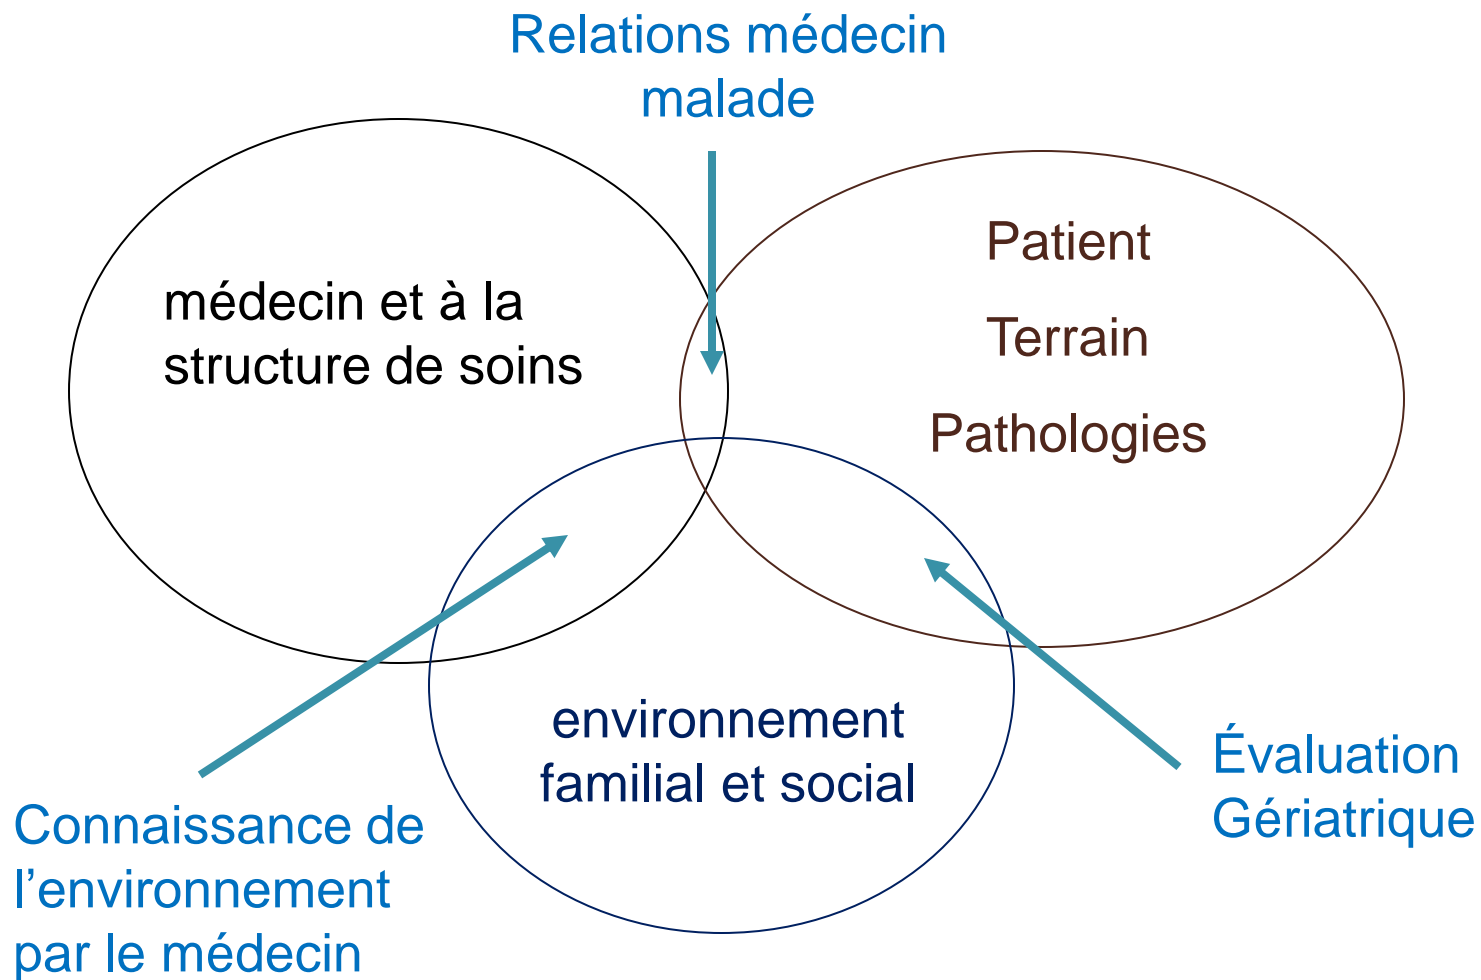 Relations médecin
malade
médecin et à la
structure de soins
Patient
Terrain
Pathologies
environnement
familial et social
Évaluation
Gériatrique
Connaissance de
l’environnement
par le médecin